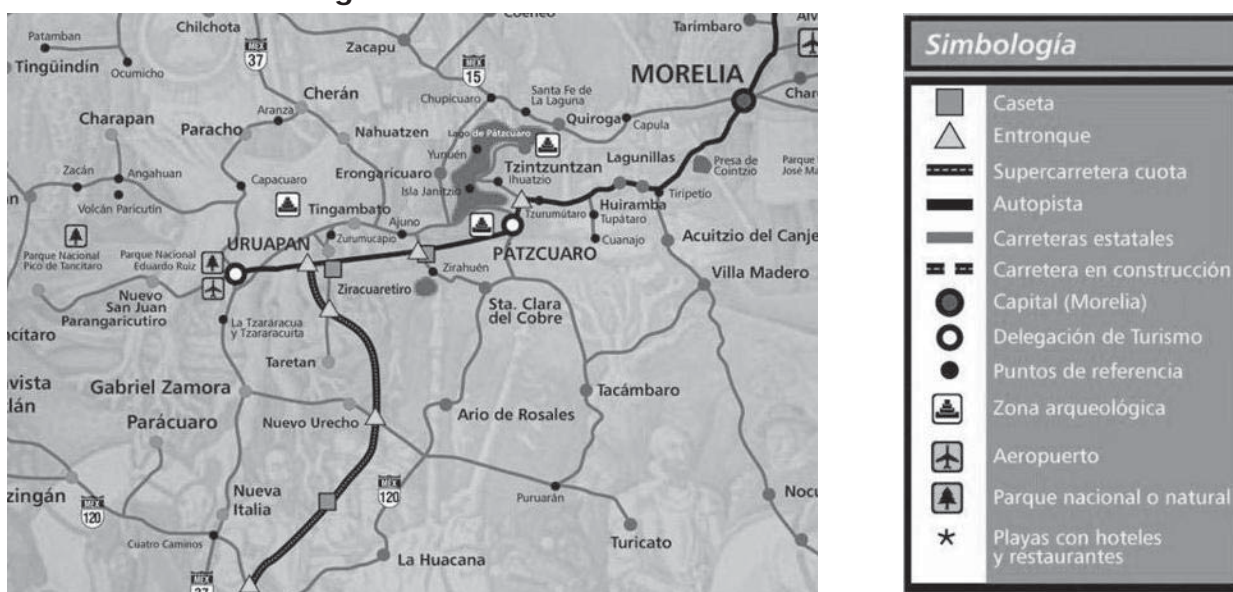 Chilchota
Tarímbaro
Patamban
Tingüindín
Ocumicho
MEX
37
Zacapu
MEX
15
MORELIA
Cherán
Chupicuaro
Santa Fe de
La Laguna
Charapan
Aranza
Paracho
Nahuatzen
Quiroga
Capula
Lago de Pátzcuaro
Yunuén
Tzintzuntzan
Lagunillas
Presa de
Cointzio
Zacán
Angahuan
Capacuaro
Erongarícuaro
Ihuatzio
Isla Janitzio
Huiramba
Tiripetío
Volcán Paricutín
Tingambato
Ajuno
Tzurumútaro
Tupátaro
Cuanajo
Acuitzio del Canje
Parque Nacional
Pico de Tancítaro
Parque Nacional
Eduardo Ruiz
URUAPAN
Zurumucapio
PÁTZCUARO
Zirahuén
Villa Madero
Nuevo
San Juan
Parangaricutiro
Ziracuaretiro
Sta. Clara
del Cobre
La Tzaráracua
y Tzararacuita
Taretan
Gabriel Zamora
Tacámbaro
Parácuaro
Nuevo Urecho
Ario de Rosales
Nueva
Italia
MEX
120
MEX
120
Puruarán
Cuatro Caminos
Turicato
La Huacana
MEX
37
Simbología
Caseta
Entronque
Supercarretera cuota
Autopista
Carreteras estatales
Carretera en construcción
Capital (Morelia)
Delegación de Turismo
Puntos de referencia
Zona arqueológica
Aeropuerto
Parque nacional o natural
Playas con hoteles
y restaurantes